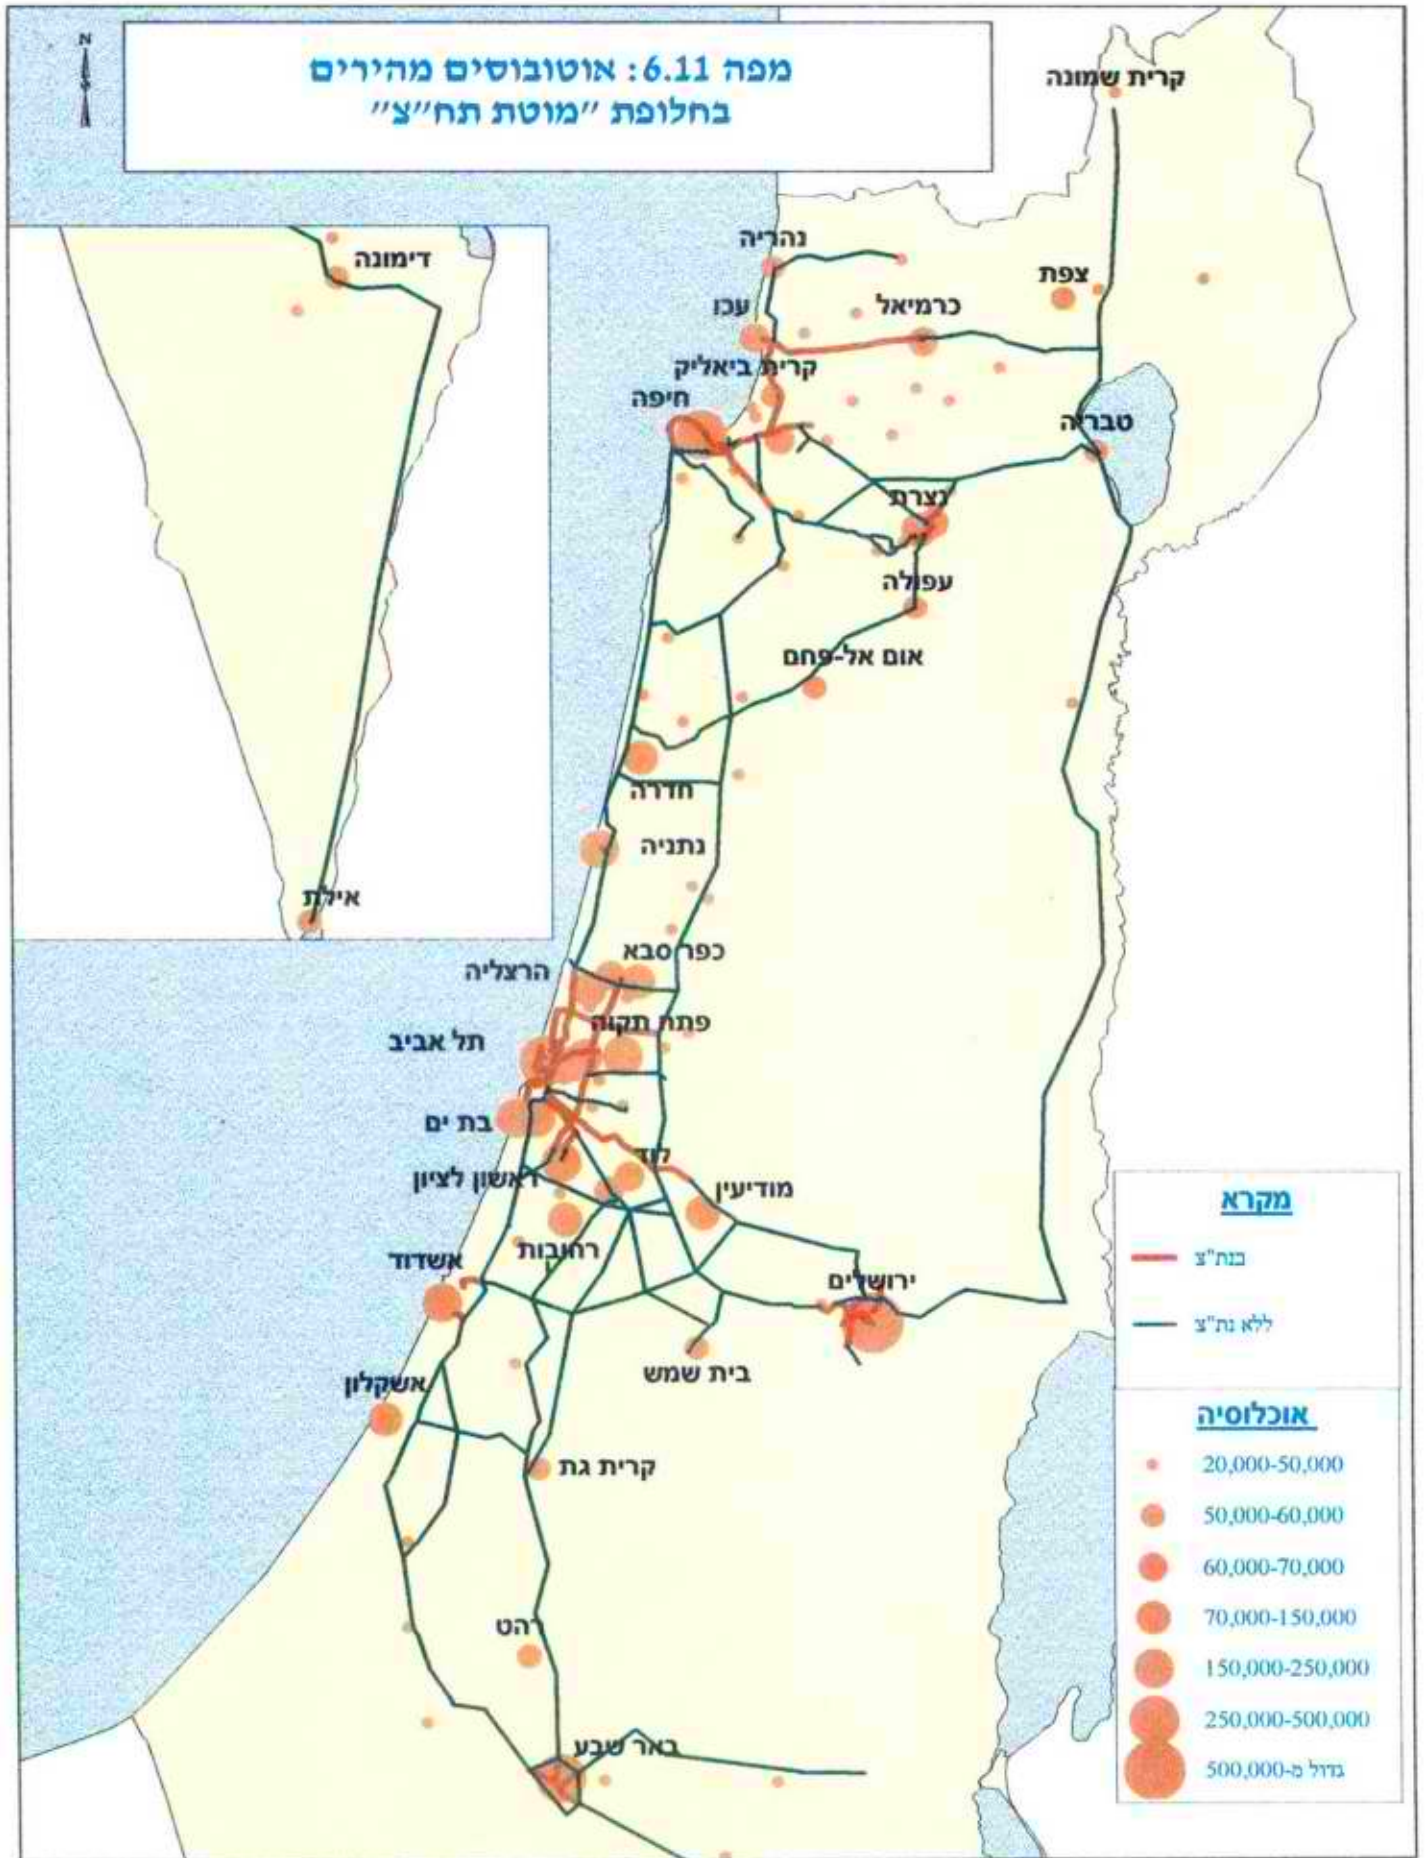 N
מפה 6.11: אוטובוסים מהירים
בחלופת "מוטת תח"צ"
קרית שמונה
דימונה
נהריה
צפת
עכו
כרמיאל
קרית ביאליק
חיפה
טבריה
נצרת
עפולה
אום אל-פחם
חדרה
נתניה
אילת
כפר סבא
הרצליה
פתח תקוה
תל אביב
בת ים
לוד
ראשון לציון
מודיעין
רחובות
אשדוד
ירושלים
בית שמש
אשקלון
קרית גת
רהט
באר שבע
מקרא
בנת"צ
ללא נת"צ
אוכלוסיה
20,000-50,000
50,000-60,000
60,000-70,000
70,000-150,000
150,000-250,000
250,000-500,000
גדול מ-500,000